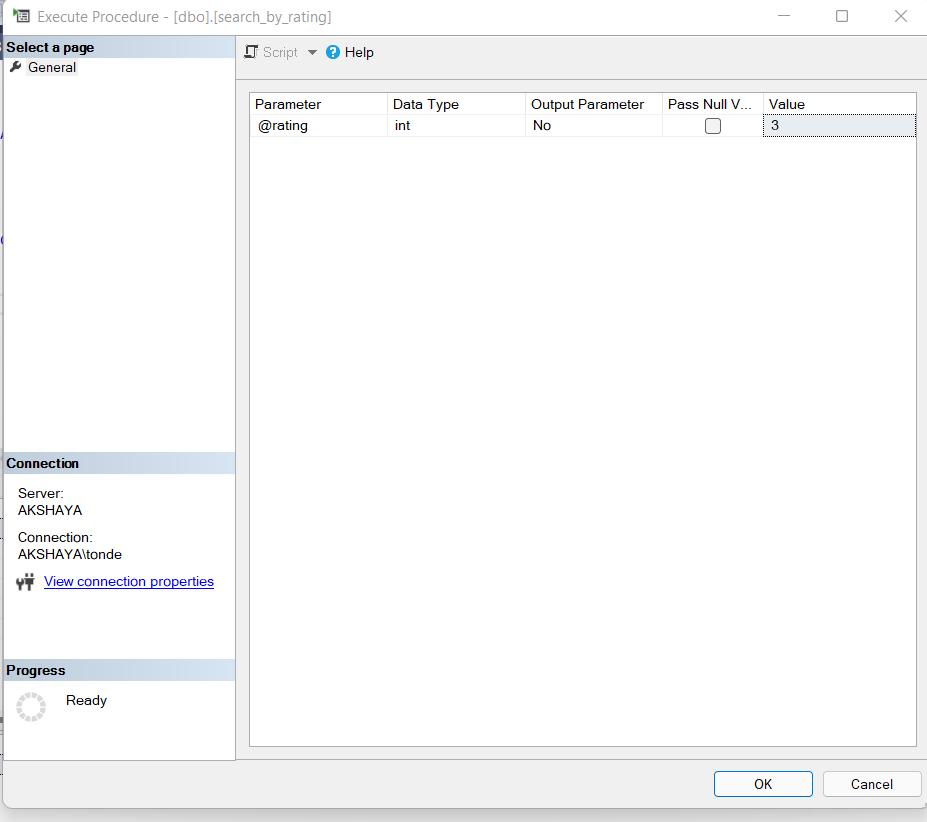 Execute Procedure - [dbo].[search_by_rating]
Select a page
General
Script Help
Parameter Data Type Output Parameter Pass Null V... Value
@rating int No 3
Connection
Server:
AKSHAYA
Connection:
AKSHAYA\tonde
View connection properties
Progress
Ready
OK Cancel